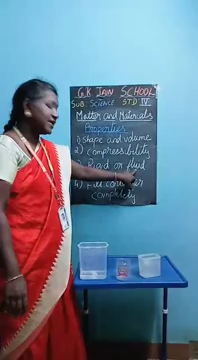 G.K JAIN SCHOOL
SUB: SCIENCE STD IV
Matter and Materials
Properties
1) Shape and volume
2) compressibility
3) Rigid or fluid
4) Fill container
completely